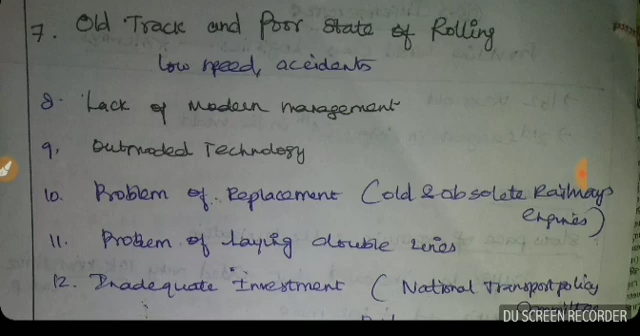 7. Old Track and Poor State of Rolling
low speed, acidents
8. Lack of Modern management
9. Outmoded Technology
10. Problem of Replacement (old & obsolete Railways
Engines)
11. Problem of Laying double Lines
12. Inadequate Investment ( National Transport policy
DU SCREEN RECORDER